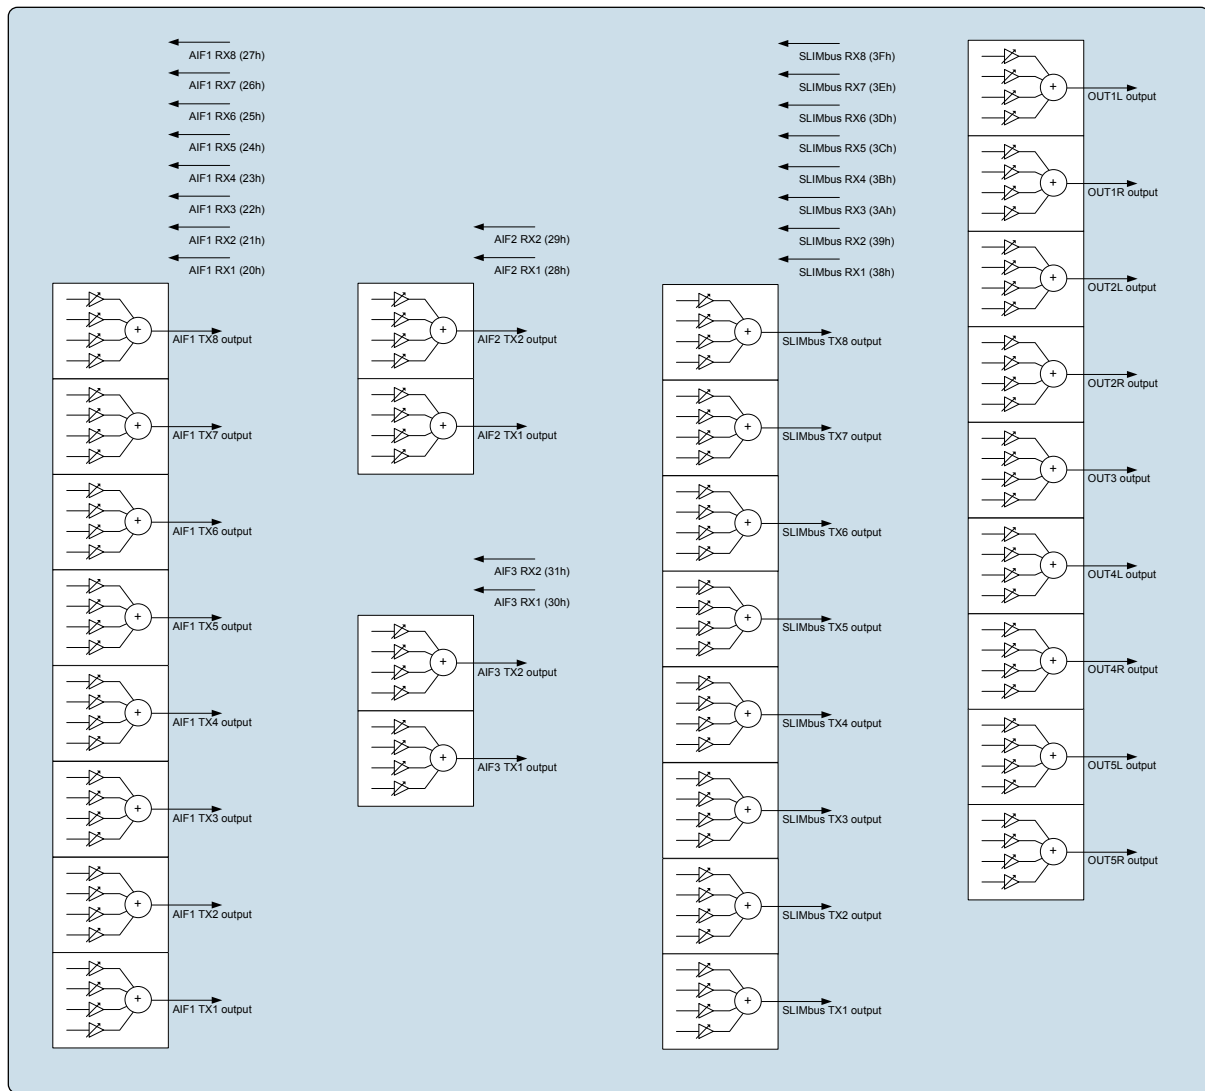 AIF1 RX8 (27h)
AIF1 RX7 (26h)
AIF1 RX6 (25h)
AIF1 RX5 (24h)
AIF1 RX4 (23h)
AIF1 RX3 (22h)
AIF1 RX2 (21h)
AIF1 RX1 (20h)
+
AIF1 TX8 output
+
AIF1 TX7 output
+
AIF1 TX6 output
+
AIF1 TX5 output
+
AIF1 TX4 output
+
AIF1 TX3 output
+
AIF1 TX2 output
+
AIF1 TX1 output
AIF2 RX2 (29h)
AIF2 RX1 (28h)
+
AIF2 TX2 output
+
AIF2 TX1 output
AIF3 RX2 (31h)
AIF3 RX1 (30h)
+
AIF3 TX2 output
+
AIF3 TX1 output
SLIMbus RX8 (3Fh)
SLIMbus RX7 (3Eh)
SLIMbus RX6 (3Dh)
SLIMbus RX5 (3Ch)
SLIMbus RX4 (3Bh)
SLIMbus RX3 (3Ah)
SLIMbus RX2 (39h)
SLIMbus RX1 (38h)
+
SLIMbus TX8 output
+
SLIMbus TX7 output
+
SLIMbus TX6 output
+
SLIMbus TX5 output
+
SLIMbus TX4 output
+
SLIMbus TX3 output
+
SLIMbus TX2 output
+
SLIMbus TX1 output
+
OUT1L output
+
OUT1R output
+
OUT2L output
+
OUT2R output
+
OUT3 output
+
OUT4L output
+
OUT4R output
+
OUT5L output
+
OUT5R output